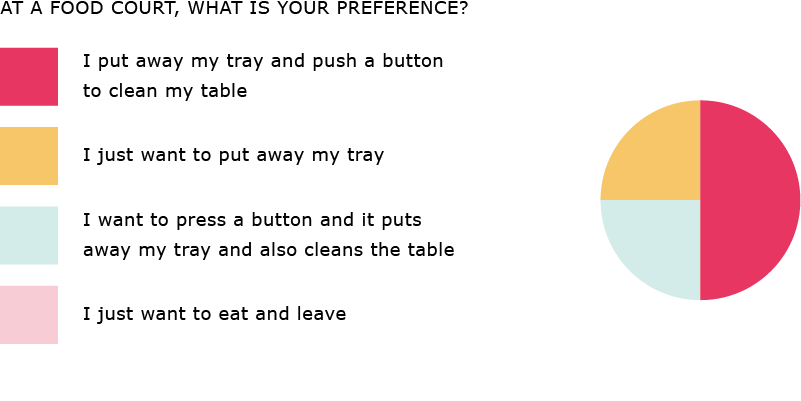 AT A FOOD COURT, WHAT IS YOUR PREFERENCE?
I put away my tray and push a button
to clean my table
I just want to put away my tray
I want to press a button and it puts
away my tray and also cleans the table
I just want to eat and leave